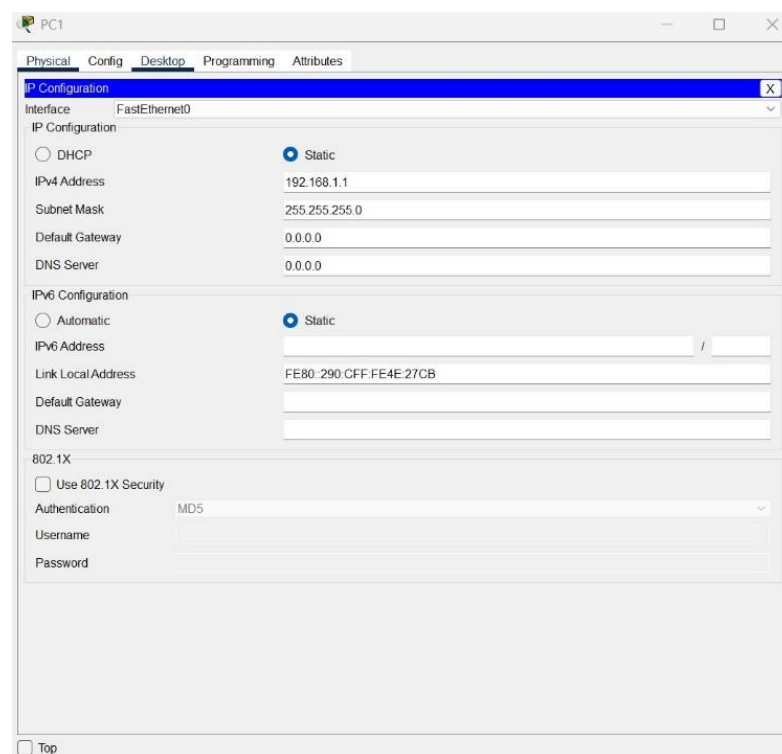 PC1
Physical Config Desktop Programming Attributes
IP Configuration X
Interface FastEthernet0
IP Configuration
DHCP Static
IPv4 Address 192.168.1.1
Subnet Mask 255.255.255.0
Default Gateway 0.0.0.0
DNS Server 0.0.0.0
IPv6 Configuration
Automatic Static
IPv6 Address /
Link Local Address FE80::290:CFF:FE4E:27CB
Default Gateway
DNS Server
802.1X
Use 802.1X Security
Authentication MD5
Username
Password
Top